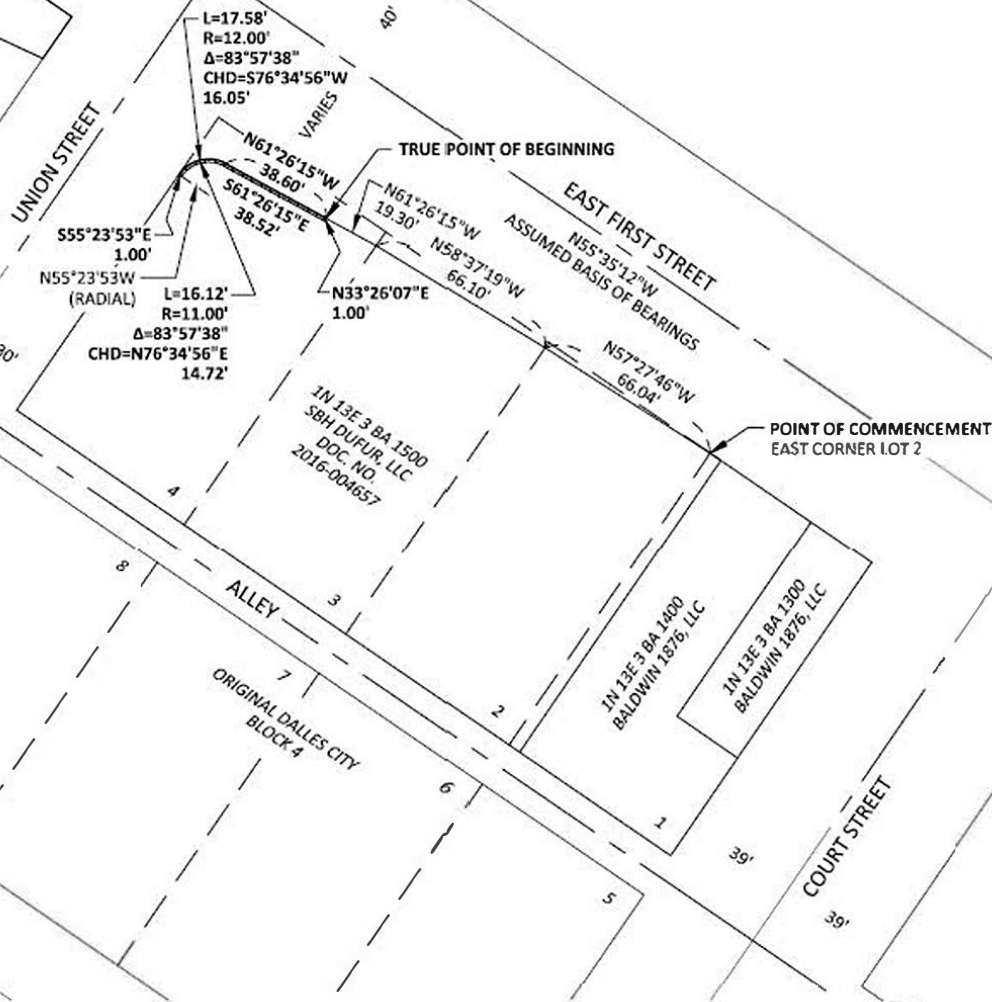 40'
L=17.58'
R=12.00'
Δ=83°57'38"
CHD=S76°34'56"W
16.05'
VARIES
UNION STREET
N61°26'15"W
38.60'
S61°26'15"E
38.52'
TRUE POINT OF BEGINNING
N61°26'15"W
19.30'
N58°37'19"W
66.10'
EAST FIRST STREET
N55°35'12"W
ASSUMED BASIS OF BEARINGS
S55°23'53"E
1.00'
N55°23'53W
(RADIAL)
L=16.12'
R=11.00'
Δ=83°57'38"
CHD=N76°34'56"E
14.72'
N33°26'07"E
1.00'
N57°27'46"W
66.04'
POINT OF COMMENCEMENT
EAST CORNER LOT 2
1N 13E 3 BA 1500
SBH DUFUR, LLC
DOC. NO.
2016-004657
4
8
ALLEY
3
7
ORIGINAL DALLES CITY
BLOCK 4
2
6
1N 13E 3 BA 1400
BALDWIN 1876, LLC
1N 13E 3 BA 1300
BALDWIN 1876, LLC
1
5
39'
COURT STREET
39'